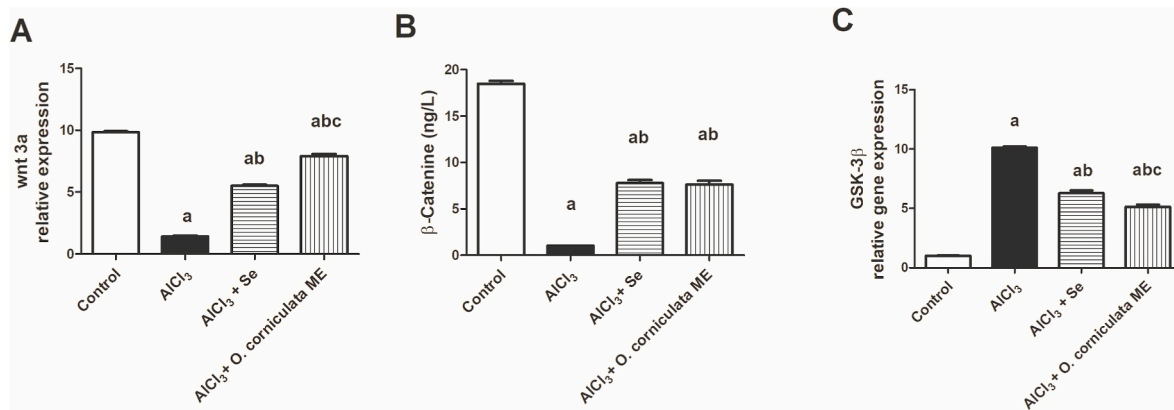 A
wnt 3a
relative expression
15
10
5
0
a
ab
abc
Control
AlCl₃
AlCl₃ + Se
AlCl₃+ O. corniculata ME
B
β-Catenine (ng/L)
20
15
10
5
0
a
ab
ab
Control
AlCl₃
AlCl₃ + Se
AlCl₃+ O. corniculata ME
C
GSK-3β
relative gene expression
15
10
5
0
a
ab
abc
Control
AlCl₃
AlCl₃ + Se
AlCl₃+ O. corniculata ME